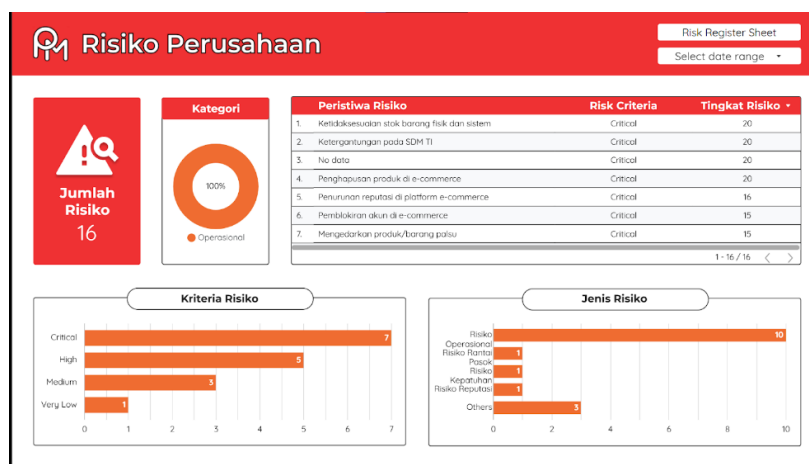 PM Risiko Perusahaan
Risk Register Sheet
Select date range
Jumlah
Risiko
16
Kategori
100%
Operasional
Peristiwa Risiko Risk Criteria Tingkat Risiko
1. Ketidaksesuaian stok barang fisik dan sistem Critical 20
2. Ketergantungan pada SDM TI Critical 20
3. No data Critical 20
4. Penghapusan produk di e-commerce Critical 20
5. Penurunan reputasi di platform e-commerce Critical 16
6. Pemblokiran akun di e-commerce Critical 15
7. Mengedarkan produk/barang palsu Critical 15
1 - 16 / 16
Kriteria Risiko
Critical 7
High 5
Medium 3
Very Low 1
0 1 2 3 4 5 6 7
Jenis Risiko
Risiko
Operasional 10
Risiko Rantai
Pasok 1
Risiko
Kepatuhan 1
Risiko Reputasi 1
Others 3
0 2 4 6 8 10